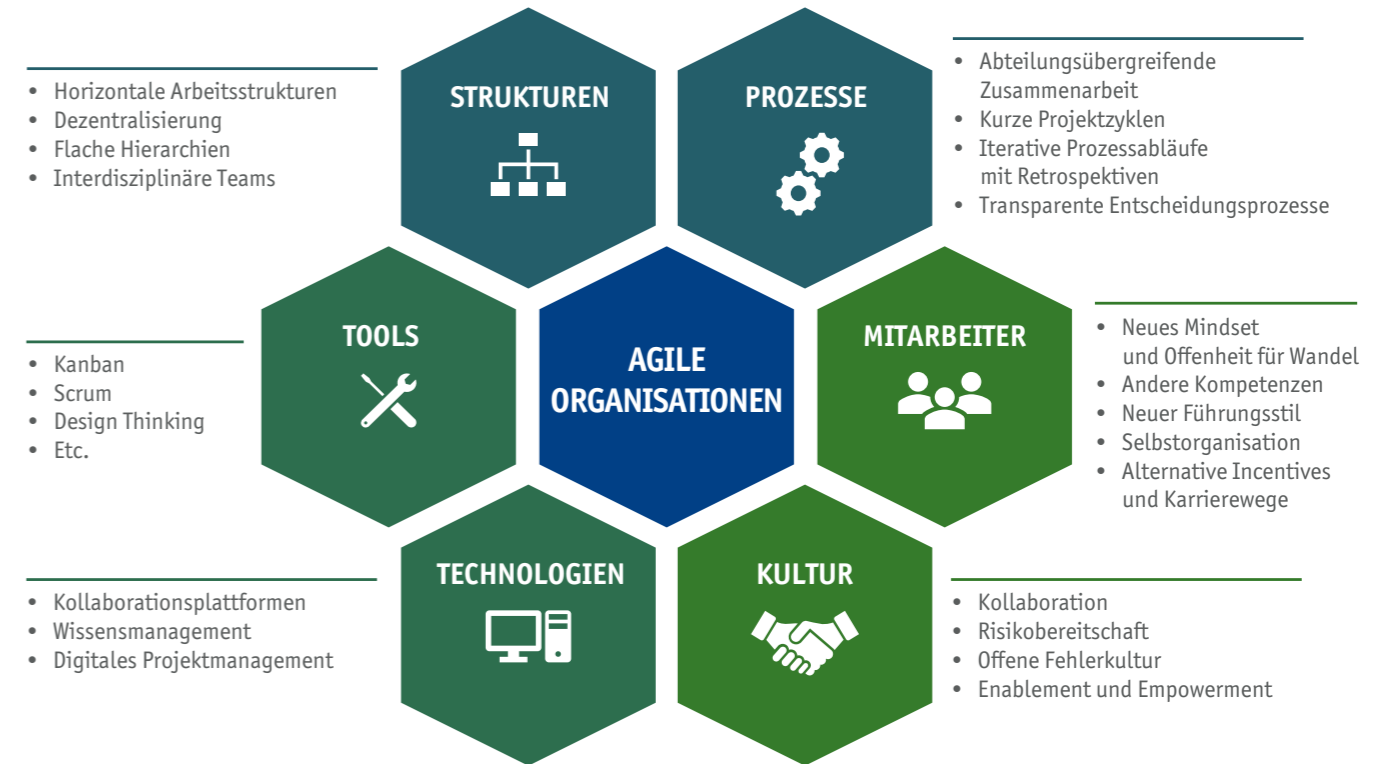 STRUKTUREN
• Horizontale Arbeitsstrukturen
• Dezentralisierung
• Flache Hierarchien
• Interdisziplinäre Teams
PROZESSE
• Abteilungsübergreifende
Zusammenarbeit
• Kurze Projektzyklen
• Iterative Prozessabläufe
mit Retrospektiven
• Transparente Entscheidungsprozesse
TOOLS
• Kanban
• Scrum
• Design Thinking
• Etc.
AGILE
ORGANISATIONEN
MITARBEITER
• Neues Mindset
und Offenheit für Wandel
• Andere Kompetenzen
• Neuer Führungsstil
• Selbstorganisation
• Alternative Incentives
und Karrierewege
TECHNOLOGIEN
• Kollaborationsplattformen
• Wissensmanagement
• Digitales Projektmanagement
KULTUR
• Kollaboration
• Risikobereitschaft
• Offene Fehlerkultur
• Enablement und Empowerment